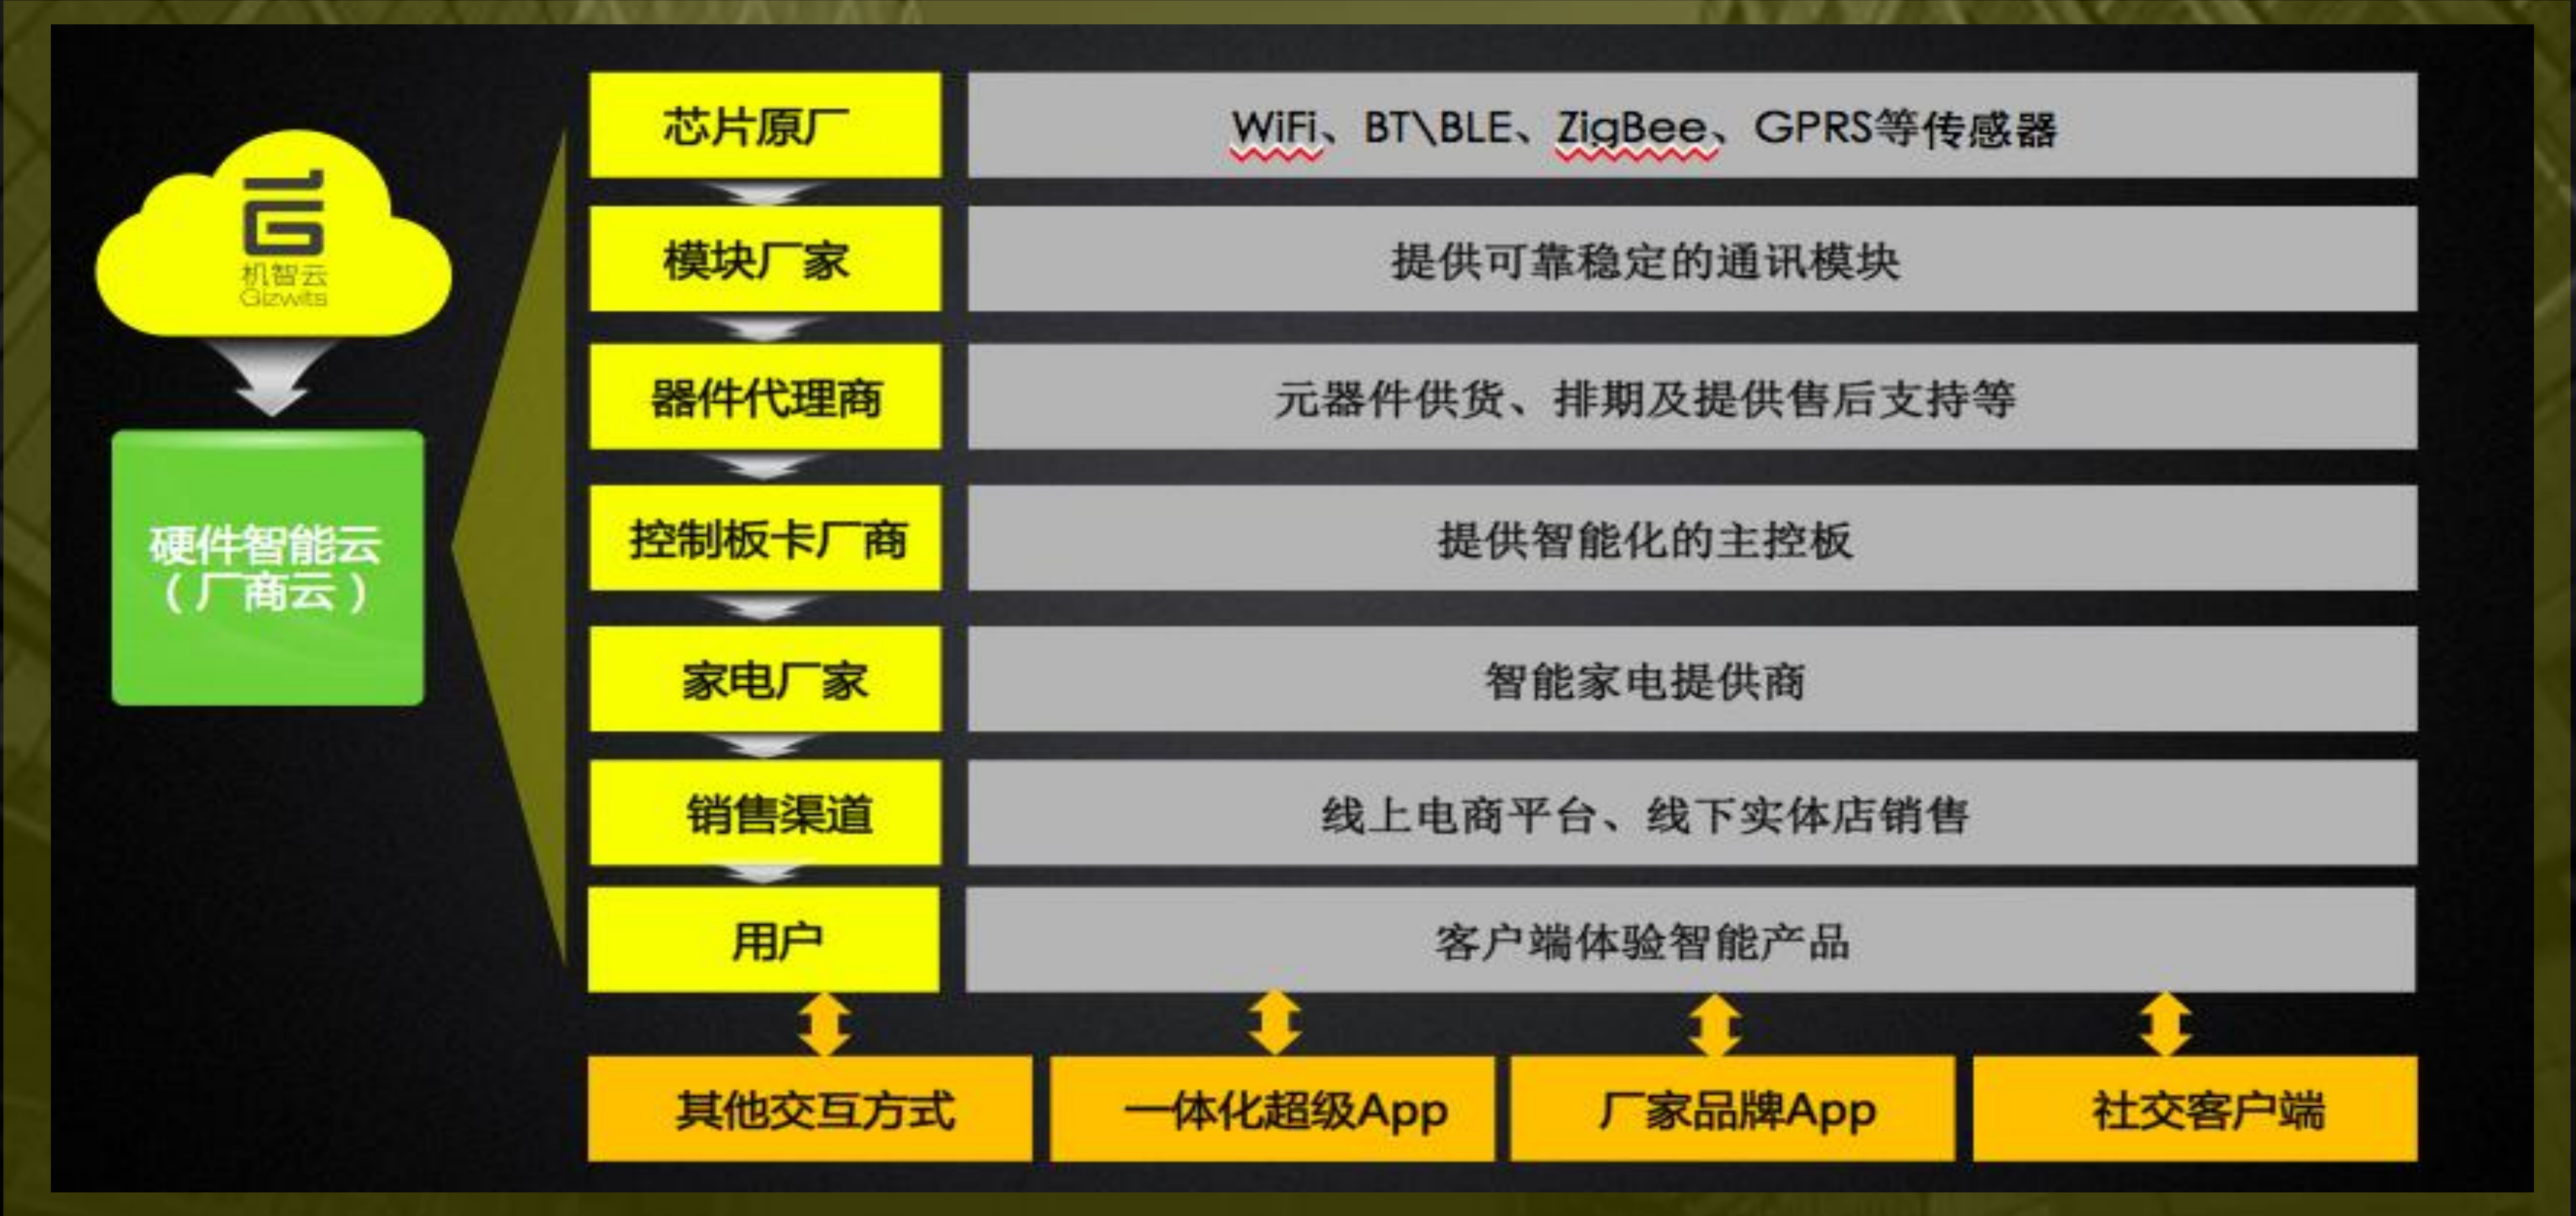 机智云
Gizwits
硬件智能云
（厂商云）
芯片原厂
WiFi、BT\BLE、ZigBee、GPRS等传感器
模块厂家
提供可靠稳定的通讯模块
器件代理商
元器件供货、排期及提供售后支持等
控制板卡厂商
提供智能化的主控板
家电厂家
智能家电提供商
销售渠道
线上电商平台、线下实体店销售
用户
客户端体验智能产品
其他交互方式
一体化超级App
厂家品牌App
社交客户端